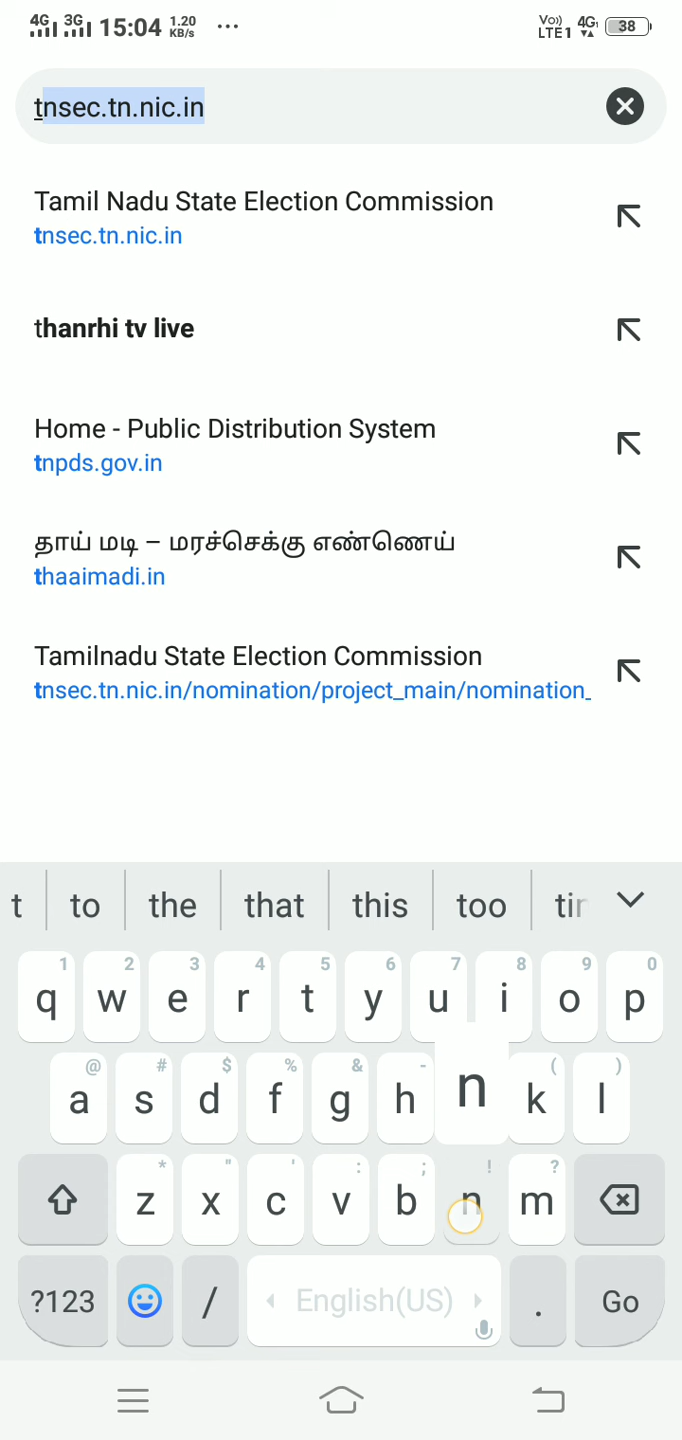 4G 3G 15:04 1.20 KB/s ... Vo)) LTE1 4G 38
tnsec.tn.nic.in
Tamil Nadu State Election Commission
tnsec.tn.nic.in
thanrhi tv live
Home - Public Distribution System
tnpds.gov.in
தாய் மடி – மரச்செக்கு எண்ணெய்
thaaimadi.in
Tamilnadu State Election Commission
tnsec.tn.nic.in/nomination/project_main/nomination_
t to the that this too
1 2 3 4 5 6 7 8 9 0
q w e r t y u i o p
@ # $ % & - ( )
a s d f g h n k l
* " ' : ; ! ?
z x c v b n m
?123 / English(US) . Go